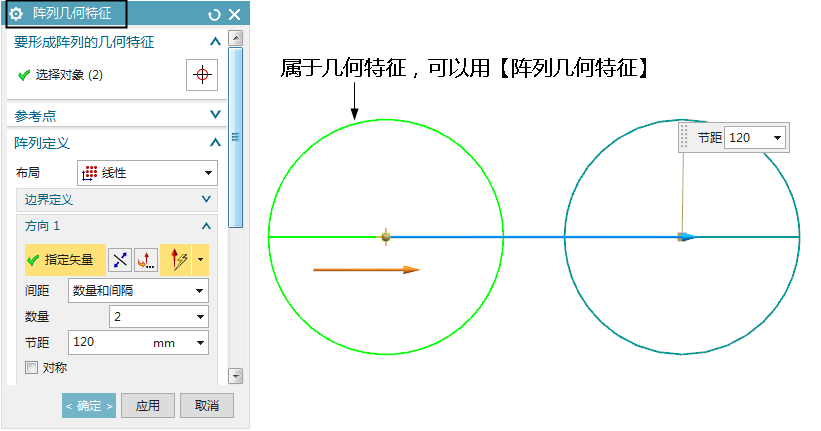 阵列几何特征
要形成阵列的几何特征
选择对象 (2)
参考点
阵列定义
布局 线性
边界定义
方向 1
指定矢量
间距 数量和间隔
数量 2
节距 120 mm
对称
< 确定 > 应用 取消
属于几何特征，可以用【阵列几何特征】
节距 120